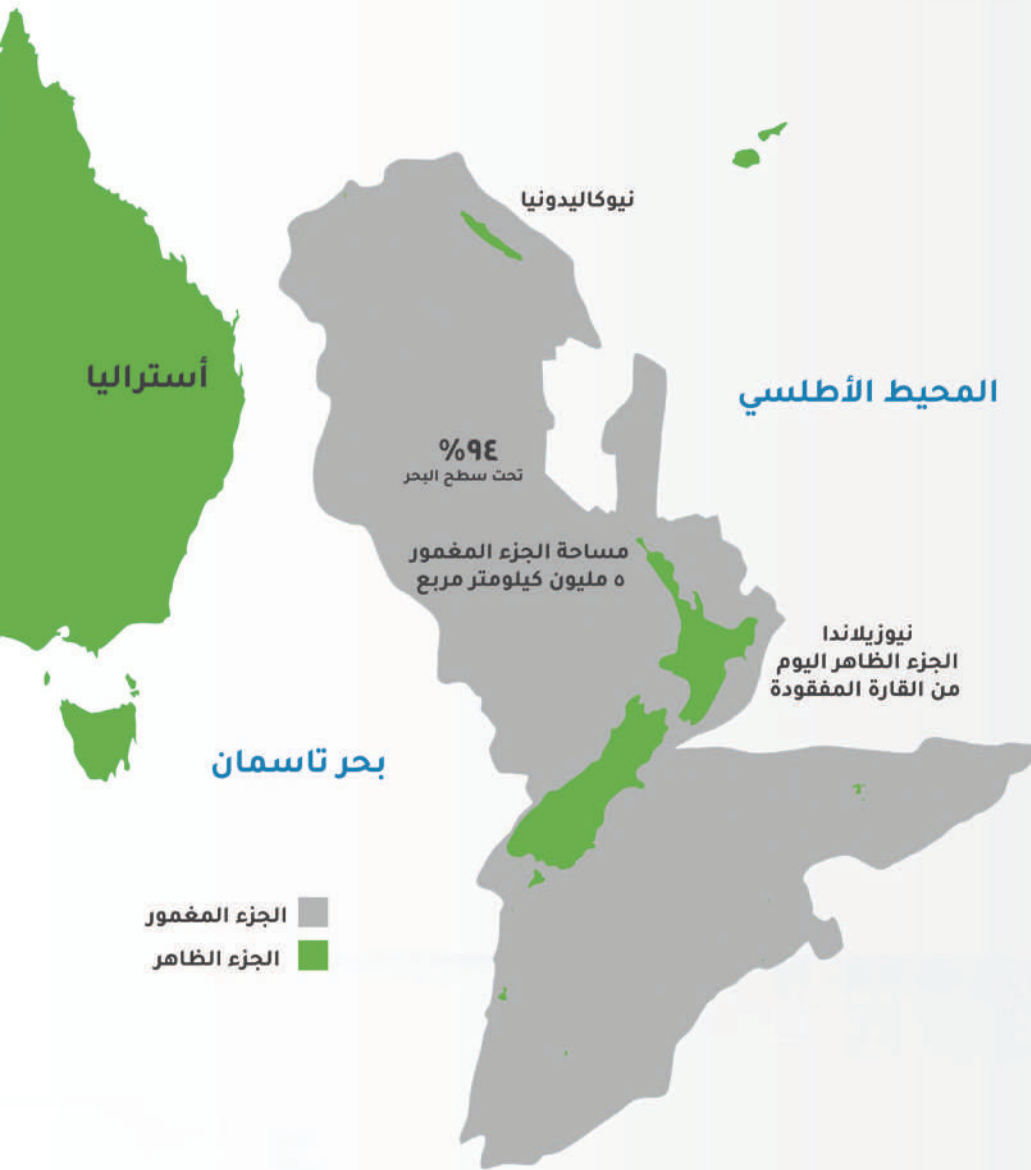 نيوكاليدونيا
أستراليا
المحيط الأطلسي
%٩٤
تحت سطح البحر
مساحة الجزء المغمور
٥ مليون كيلومتر مربع
نيوزيلاندا
الجزء الظاهر اليوم
من القارة المفقودة
بحر تاسمان
الجزء المغمور
الجزء الظاهر